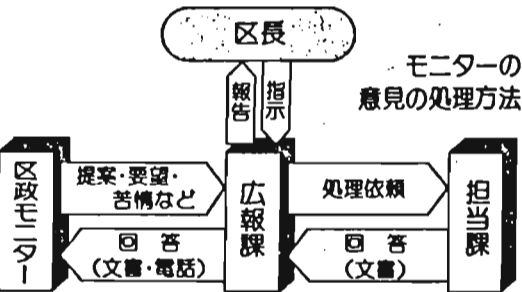 区長
モニターの
意見の処理方法
報告
指示
区政モニター
提案・要望・
苦情など
広報課
処理依頼
担当課
回答
(文書・電話)
回答
(文書)